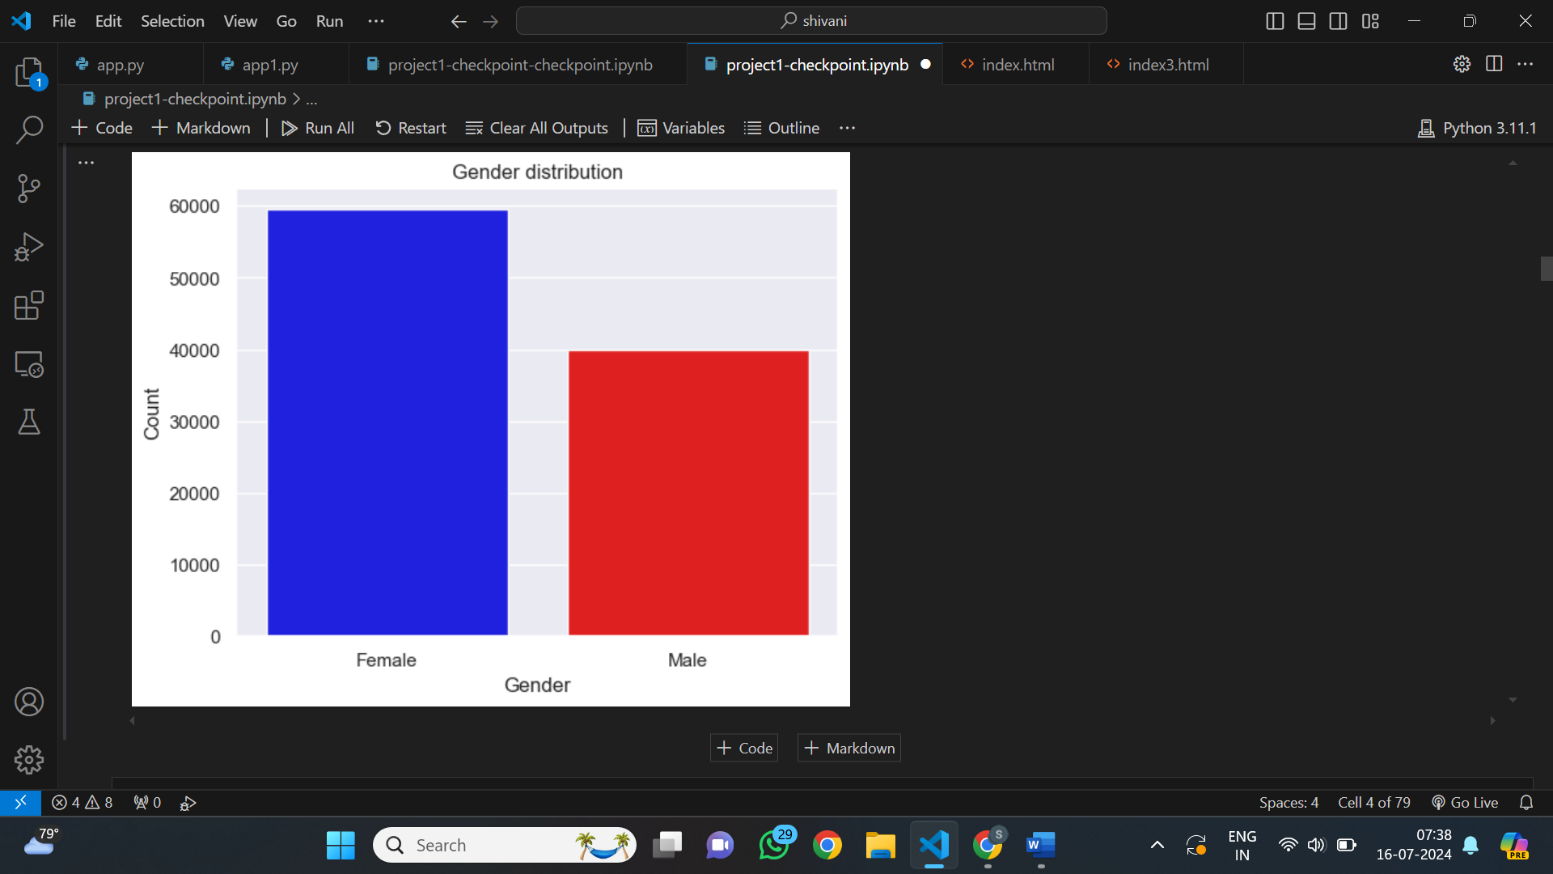 File Edit Selection View Go Run ··· shivani
app.py app1.py project1-checkpoint-checkpoint.ipynb project1-checkpoint.ipynb index.html index3.html
project1-checkpoint.ipynb > ...
Code Markdown Run All Restart Clear All Outputs Variables Outline ··· Python 3.11.1
1
Gender distribution
60000
50000
40000
30000
20000
10000
0
Count
Female Male
Gender
Code Markdown
4 8 0 Spaces: 4 Cell 4 of 79 Go Live
79°
Search
29
S
W
ENG
IN
07:38
16-07-2024
PRE